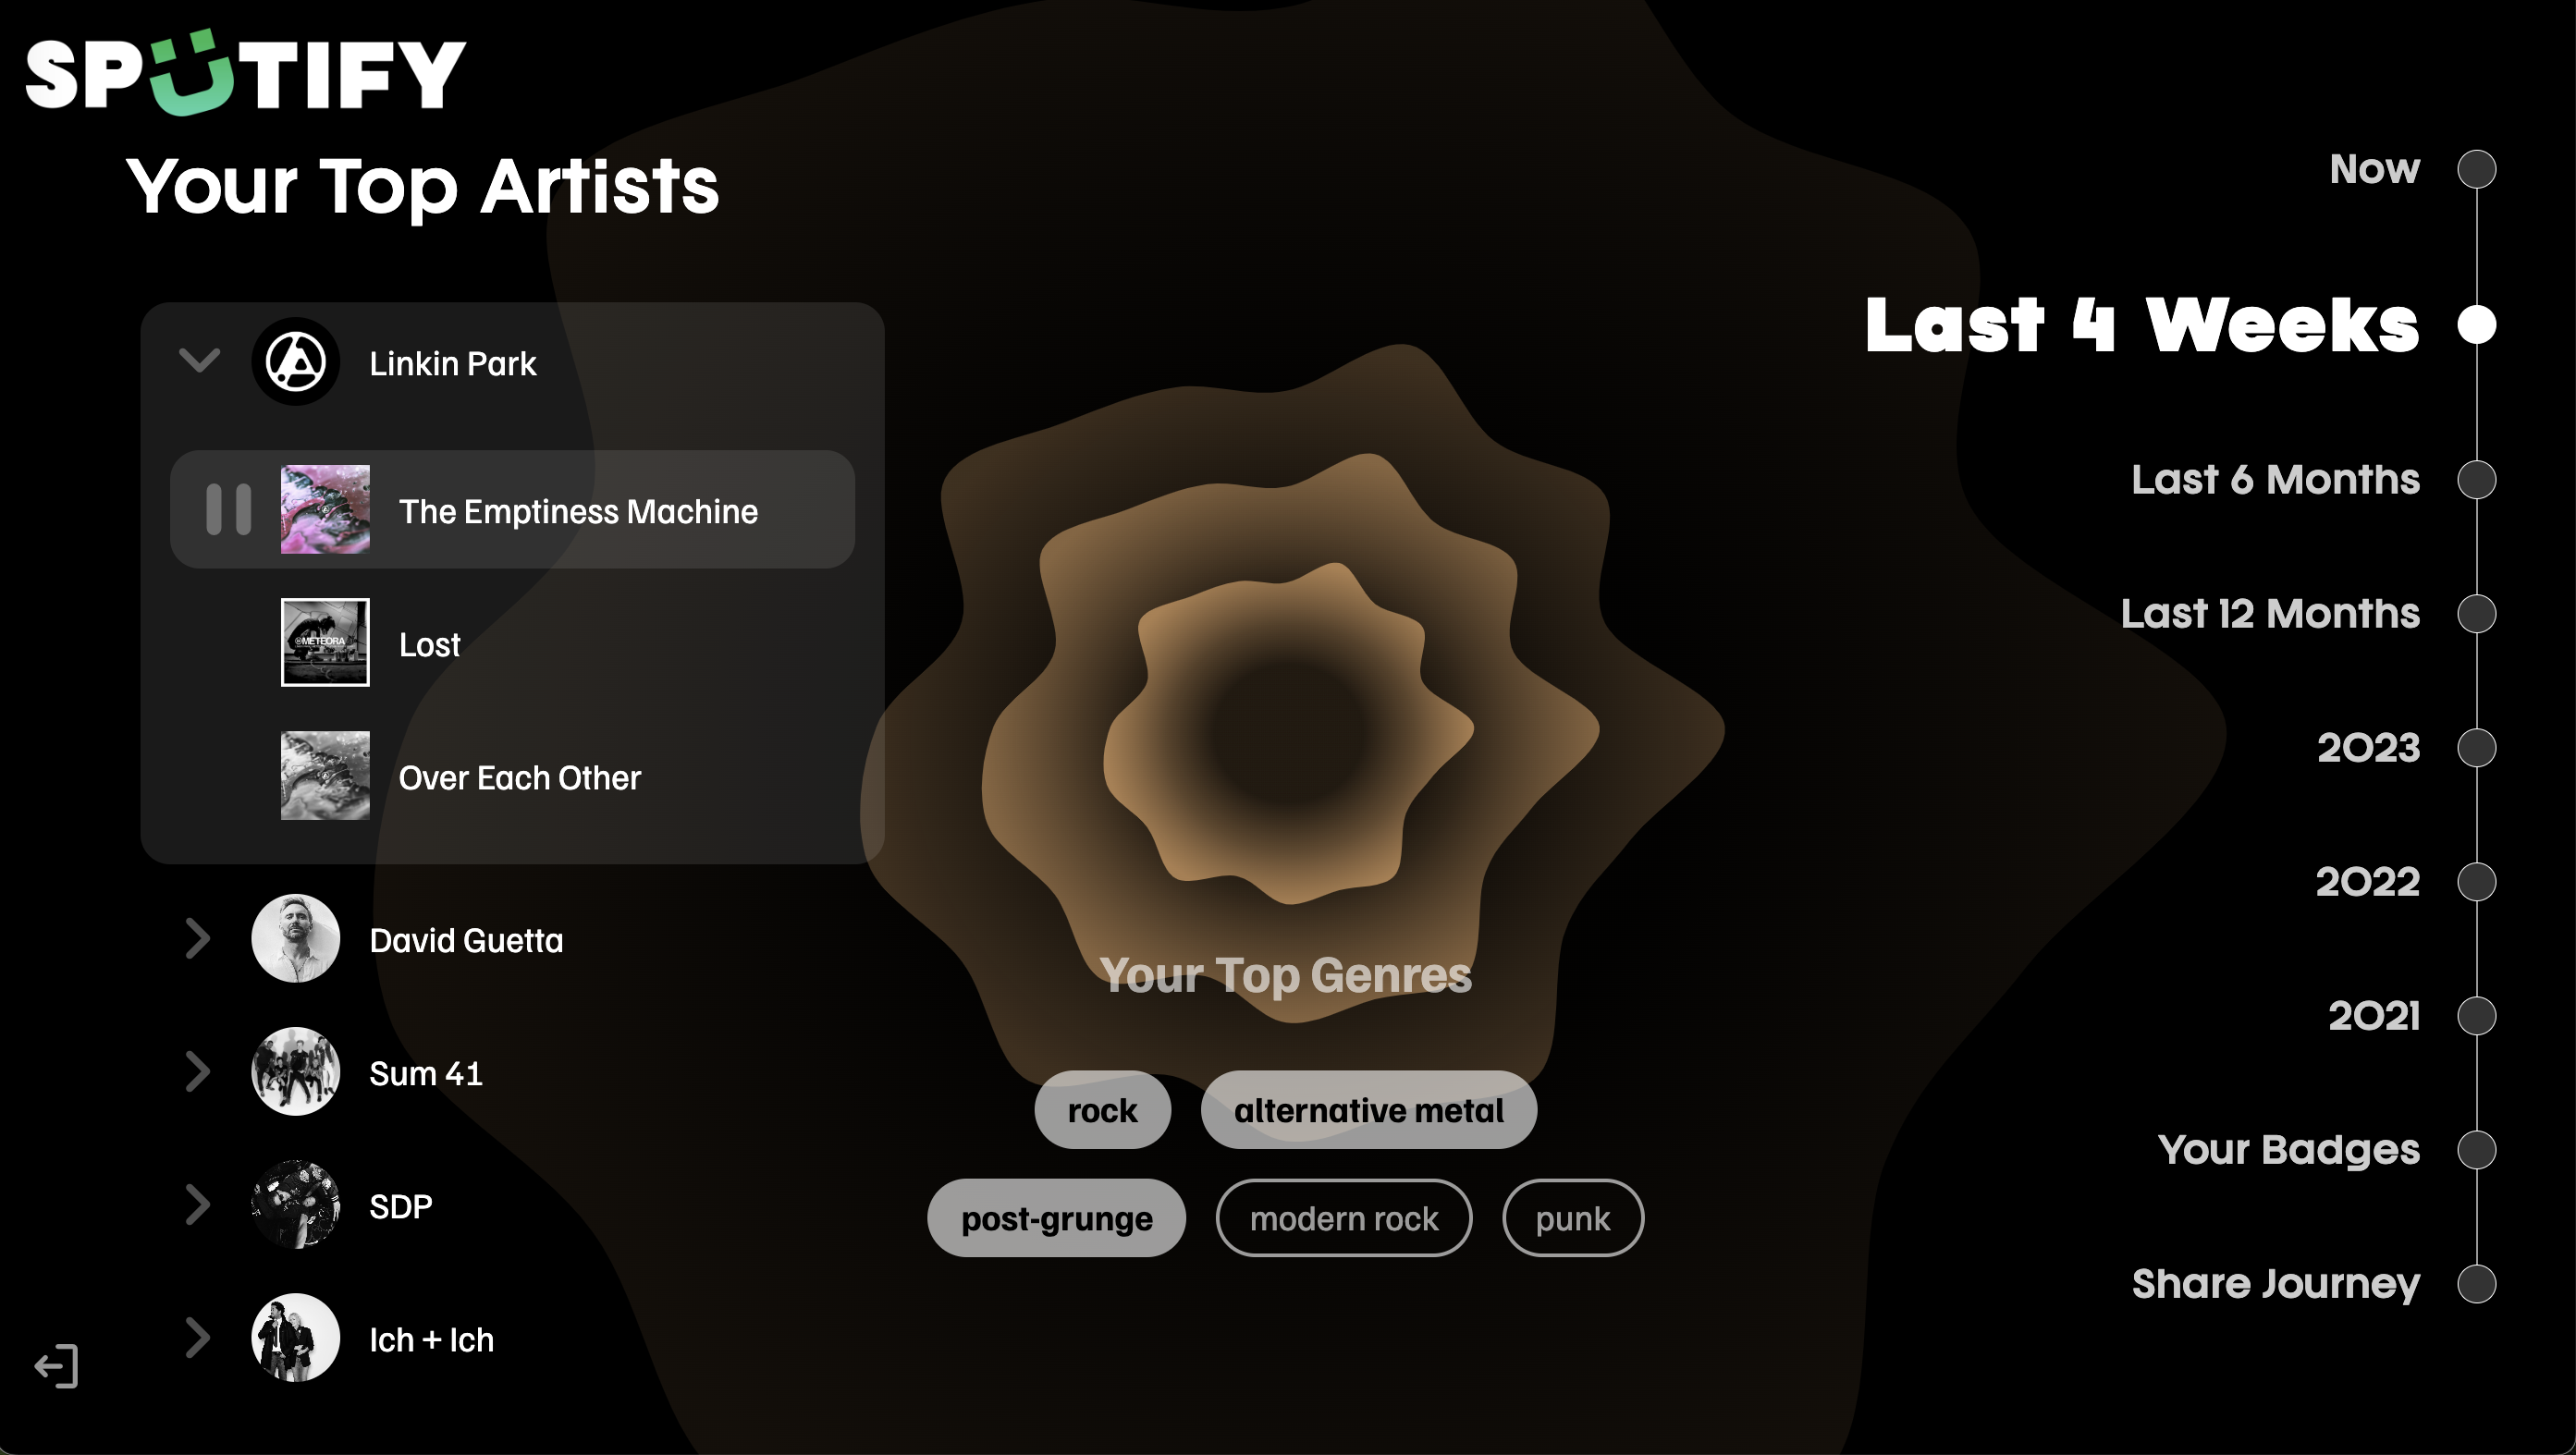 SPÜTIFY
Your Top Artists
Linkin Park
The Emptiness Machine
METEORA
Lost
Over Each Other
David Guetta
Sum 41
SDP
Ich + Ich
Your Top Genres
rock alternative metal
post-grunge modern rock punk
Now
Last 4 Weeks
Last 6 Months
Last 12 Months
2023
2022
2021
Your Badges
Share Journey